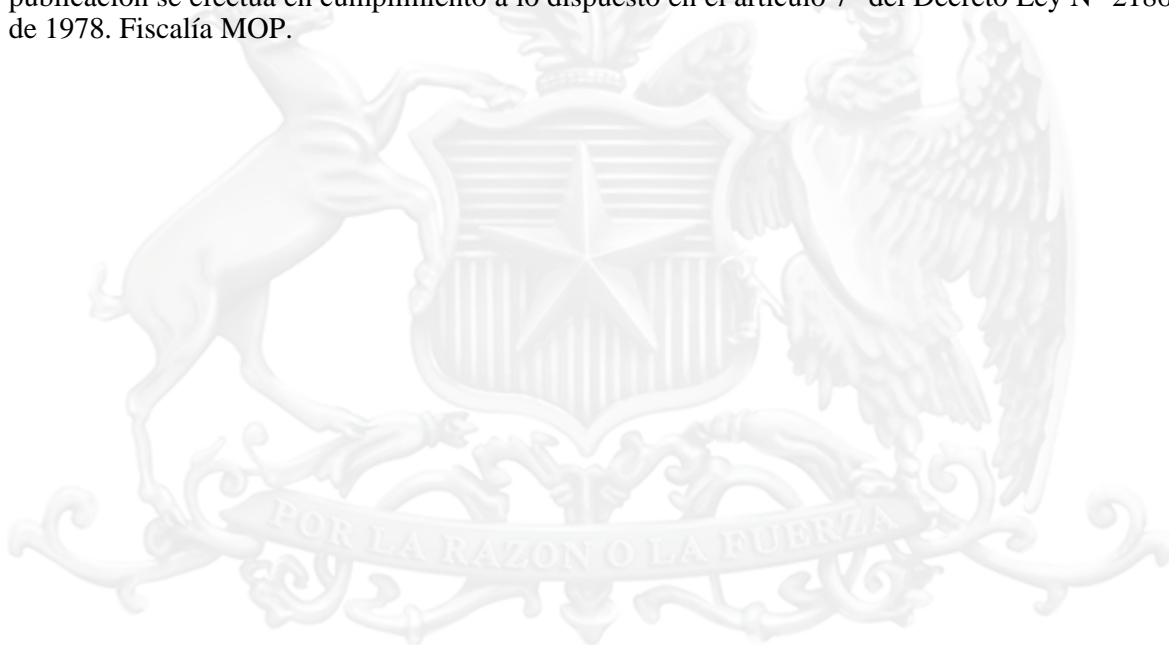 publicación se efectúa en cumplimiento a lo dispuesto en el artículo 7° del Decreto Ley N° 2186
de 1978. Fiscalía MOP.
POR LA RAZON O LA FUERZA